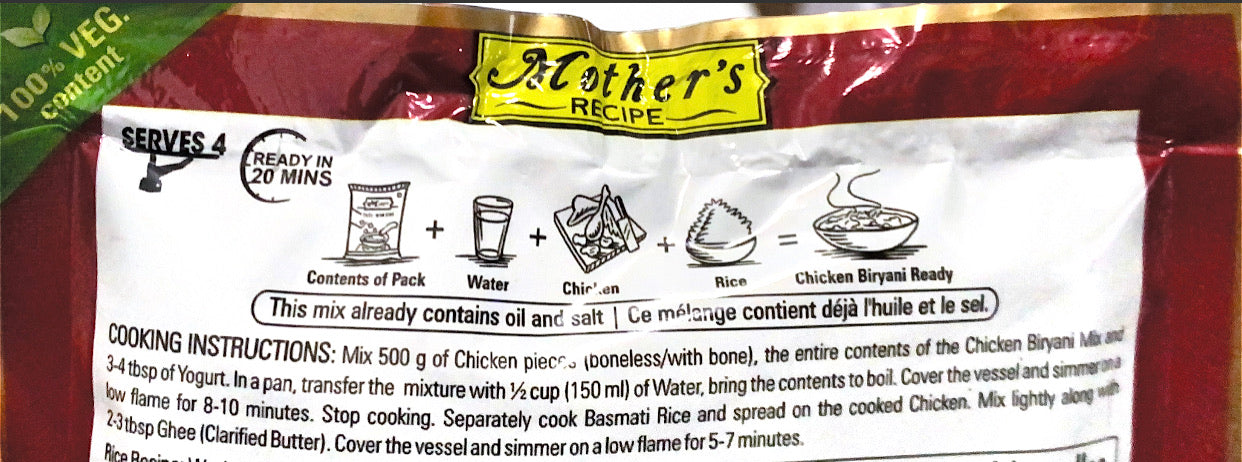 100% VEG.
content
Mother's
RECIPE
SERVES 4
READY IN
20 MINS
Contents of Pack + Water + Chicken + Rice = Chicken Biryani Ready
This mix already contains oil and salt | Ce mélange contient déjà l'huile et le sel.
COOKING INSTRUCTIONS: Mix 500 g of Chicken pieces (boneless/with bone), the entire contents of the Chicken Biryani Mix and
3-4 tbsp of Yogurt. In a pan, transfer the mixture with ½ cup (150 ml) of Water, bring the contents to boil. Cover the vessel and simmer on a
low flame for 8-10 minutes. Stop cooking. Separately cook Basmati Rice and spread on the cooked Chicken. Mix lightly along with
2-3 tbsp Ghee (Clarified Butter). Cover the vessel and simmer on a low flame for 5-7 minutes.
Rice